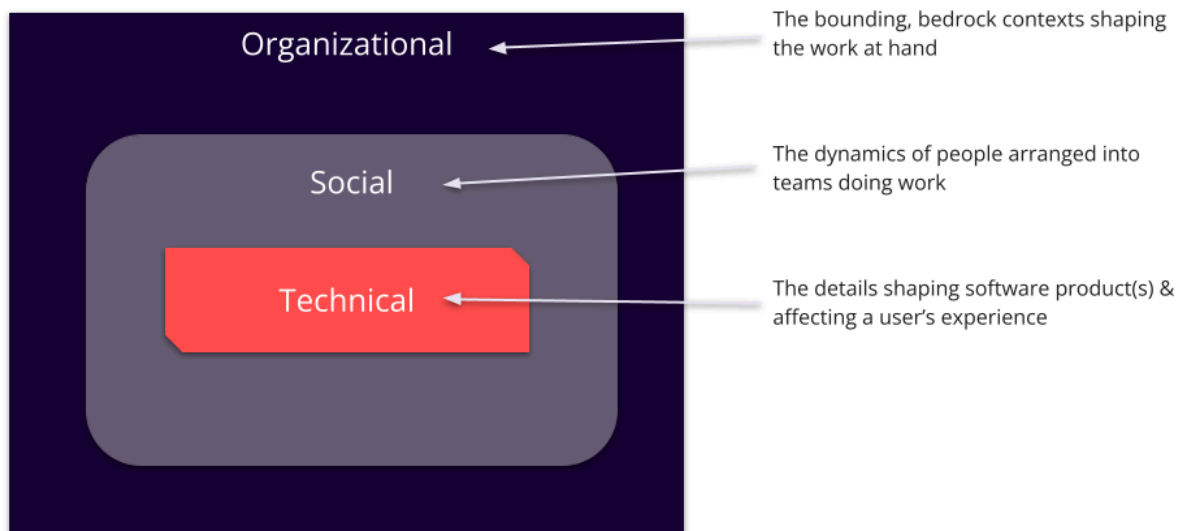 Organizational
The bounding, bedrock contexts shaping
the work at hand
Social
The dynamics of people arranged into
teams doing work
Technical
The details shaping software product(s) &
affecting a user’s experience